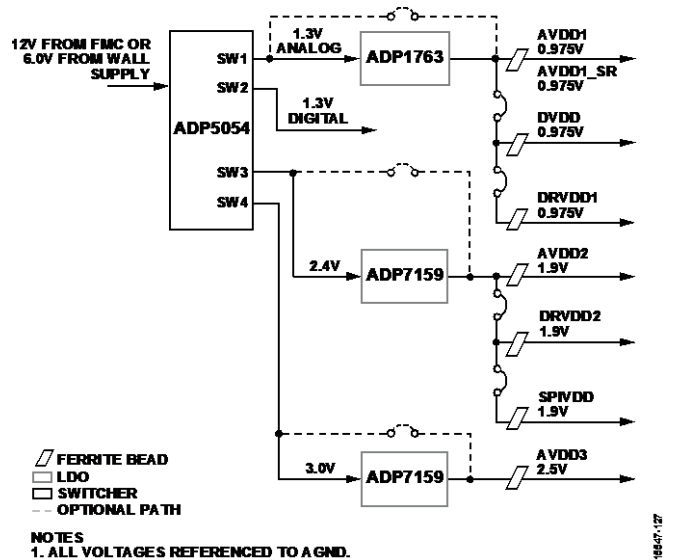 12V FROM FMC OR
6.0V FROM WALL
SUPPLY
ADP5054
SW1
SW2
SW3
SW4
1.3V
ANALOG
1.3V
DIGITAL
2.4V
3.0V
ADP1763
ADP7159
ADP7159
AVDD1
0.975V
AVDD1_SR
0.975V
DVDD
0.975V
DRVDD1
0.975V
AVDD2
1.9V
DRVDD2
1.9V
SPIVDD
1.9V
AVDD3
2.5V
FERRITE BEAD
LDO
SWITCHER
OPTIONAL PATH
NOTES
1. ALL VOLTAGES REFERENCED TO AGND.